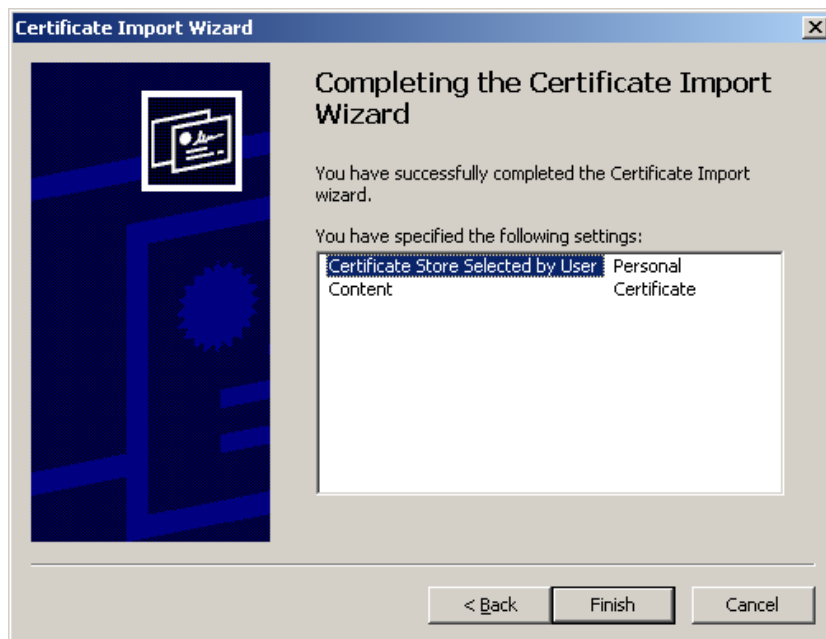 Certificate Import Wizard
Completing the Certificate Import
Wizard
You have successfully completed the Certificate Import
wizard.
You have specified the following settings:
Certificate Store Selected by User Personal
Content Certificate
< Back Finish Cancel